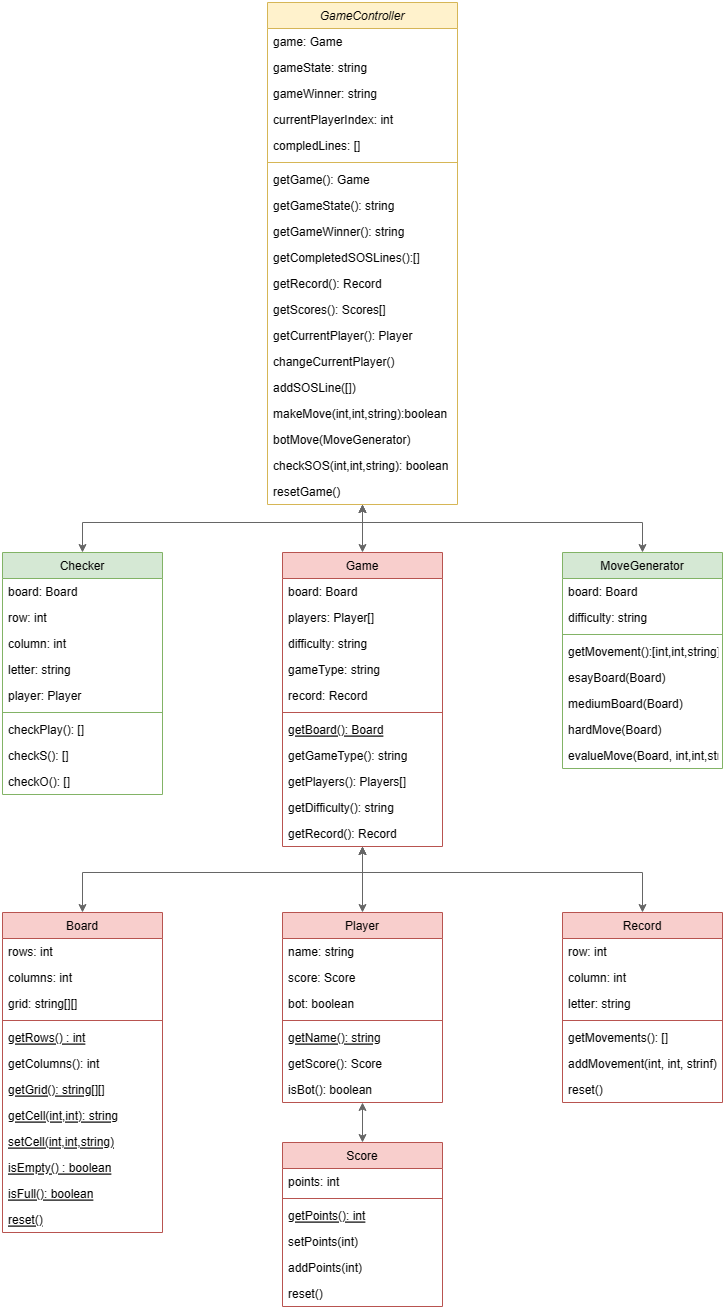 GameController
game: Game
gameState: string
gameWinner: string
currentPlayerIndex: int
compledLines: []
getGame(): Game
getGameState(): string
getGameWinner(): string
getCompletedSOSLines():[]
getRecord(): Record
getScores(): Scores[]
getCurrentPlayer(): Player
changeCurrentPlayer()
addSOSLine([])
makeMove(int,int,string):boolean
botMove(MoveGenerator)
checkSOS(int,int,string): boolean
resetGame()
Checker
board: Board
row: int
column: int
letter: string
player: Player
checkPlay(): []
checkS(): []
checkO(): []
Game
board: Board
players: Player[]
difficulty: string
gameType: string
record: Record
getBoard(): Board
getGameType(): string
getPlayers(): Players[]
getDifficulty(): string
getRecord(): Record
MoveGenerator
board: Board
difficulty: string
getMovement():[int,int,string]
esayBoard(Board)
mediumBoard(Board)
hardMove(Board)
evalueMove(Board, int,int,stri
Board
rows: int
columns: int
grid: string[][]
getRows() : int
getColumns(): int
getGrid(): string[][]
getCell(int,int): string
setCell(int,int,string)
isEmpty() : boolean
isFull(): boolean
reset()
Player
name: string
score: Score
bot: boolean
getName(): string
getScore(): Score
isBot(): boolean
Record
row: int
column: int
letter: string
getMovements(): []
addMovement(int, int, strinf)
reset()
Score
points: int
getPoints(): int
setPoints(int)
addPoints(int)
reset()